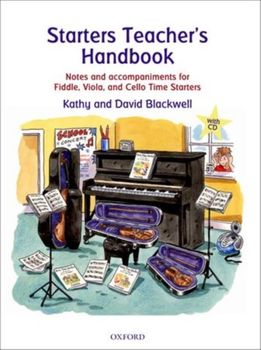 Starters Teacher's
Handbook
Notes and accompaniments for
Fiddle, Viola, and Cello Time Starters
Kathy and David Blackwell
With
CD
SCHOOL
CONCERT
OXFORD